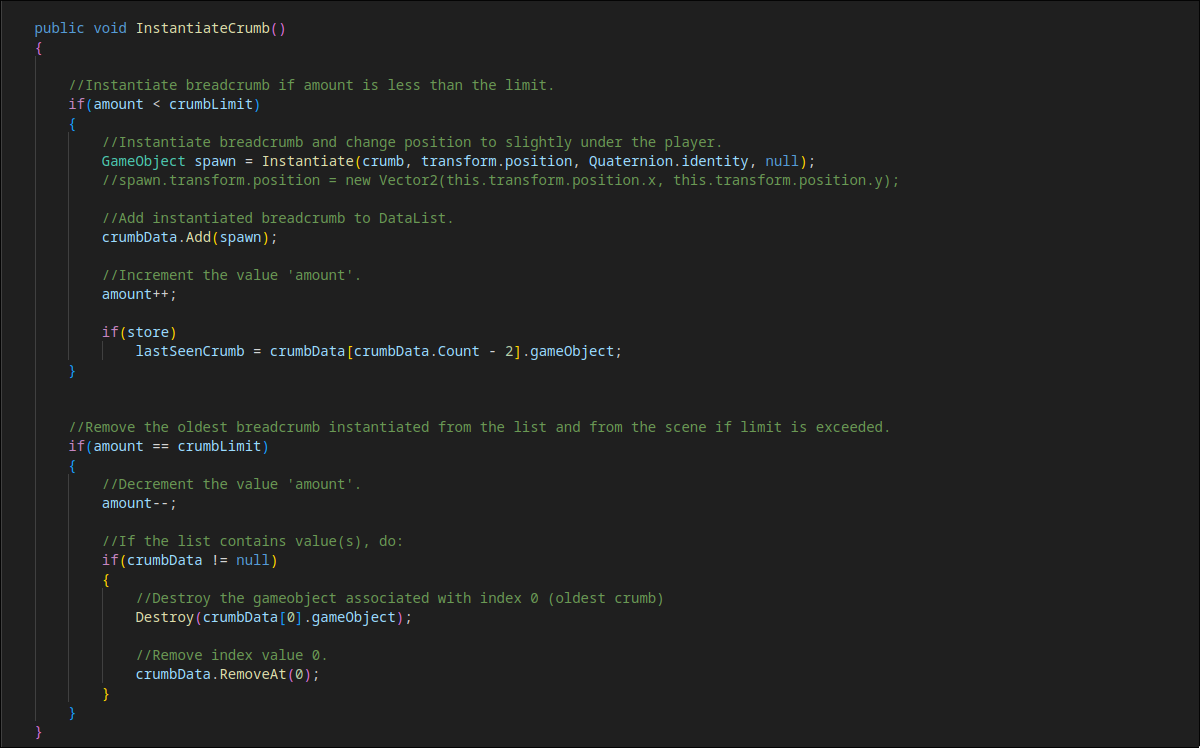 public void InstantiateCrumb()
{
//Instantiate breadcrumb if amount is less than the limit.
if(amount < crumbLimit)
{
//Instantiate breadcrumb and change position to slightly under the player.
GameObject spawn = Instantiate(crumb, transform.position, Quaternion.identity, null);
//spawn.transform.position = new Vector2(this.transform.position.x, this.transform.position.y);
//Add instantiated breadcrumb to DataList.
crumbData.Add(spawn);
//Increment the value 'amount'.
amount++;
if(store)
lastSeenCrumb = crumbData[crumbData.Count - 2].gameObject;
}
//Remove the oldest breadcrumb instantiated from the list and from the scene if limit is exceeded.
if(amount == crumbLimit)
{
//Decrement the value 'amount'.
amount--;
//If the list contains value(s), do:
if(crumbData != null)
{
//Destroy the gameobject associated with index 0 (oldest crumb)
Destroy(crumbData[0].gameObject);
//Remove index value 0.
crumbData.RemoveAt(0);
}
}
}